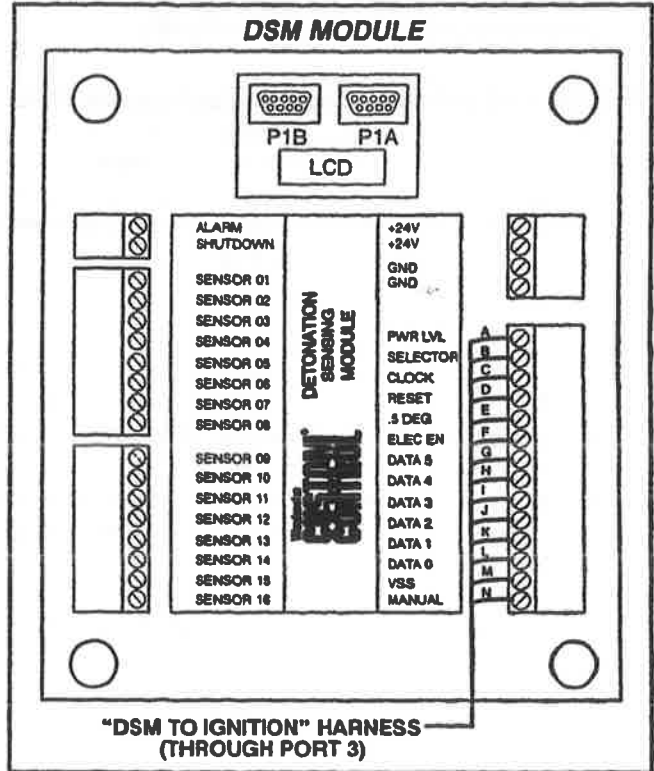 DSM MODULE
P1B P1A
LCD
ALARM
SHUTDOWN
SENSOR 01
SENSOR 02
SENSOR 03
SENSOR 04
SENSOR 05
SENSOR 06
SENSOR 07
SENSOR 08
SENSOR 09
SENSOR 10
SENSOR 11
SENSOR 12
SENSOR 13
SENSOR 14
SENSOR 15
SENSOR 16
DETONATION
SENSING
MODULE
+24V
+24V
GND
GND
PWR LVL
SELECTOR
CLOCK
RESET
.5 DEG
ELEC EN
DATA 5
DATA 4
DATA 3
DATA 2
DATA 1
DATA 0
VSS
MANUAL
A
B
C
D
E
F
G
H
I
J
K
L
M
N
"DSM TO IGNITION" HARNESS
(THROUGH PORT 3)